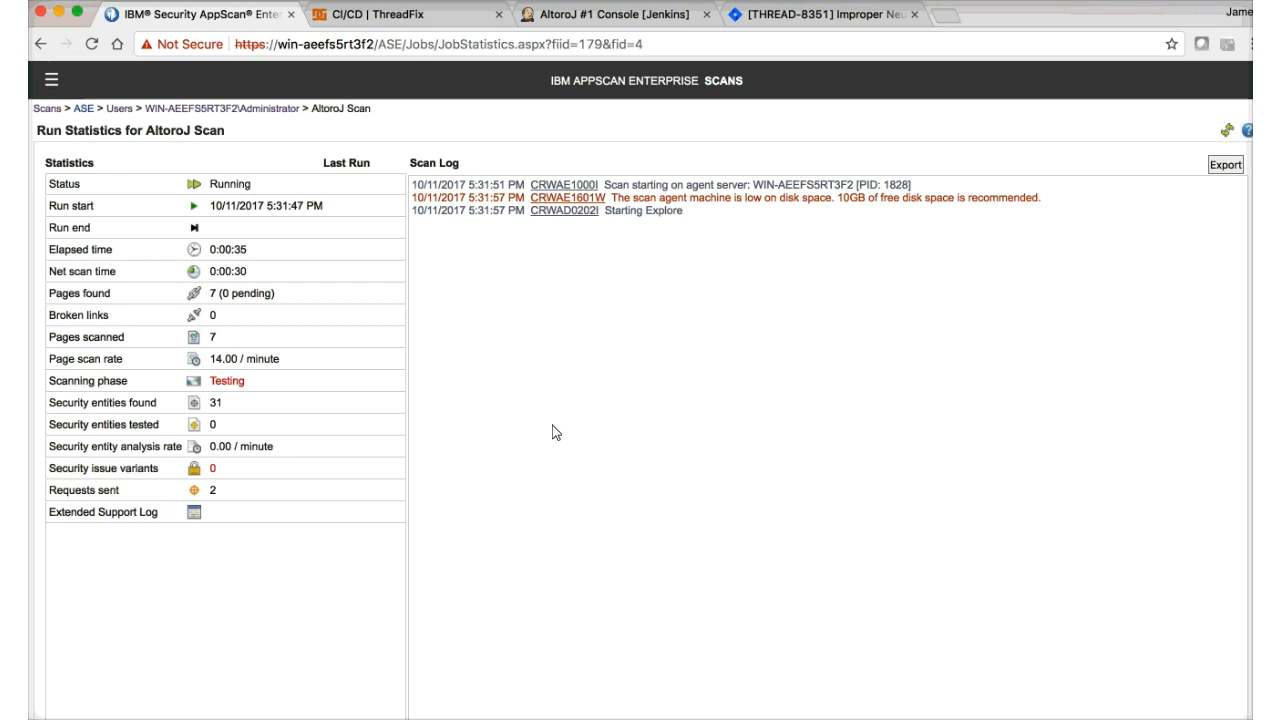 IBM® Security AppScan® Ente
CI/CD | ThreadFix
AltoroJ #1 Console [Jenkins]
[THREAD-8351] Improper Neu
Jame
Not Secure https://win-aeefs5rt3f2/ASE/Jobs/JobStatistics.aspx?fiid=179&fid=4
IBM APPSCAN ENTERPRISE SCANS
Scans > ASE > Users > WIN-AEEFS5RT3F2\Administrator > AltoroJ Scan
Run Statistics for AltoroJ Scan
Statistics Last Run
Status Running
Run start 10/11/2017 5:31:47 PM
Run end
Elapsed time 0:00:35
Net scan time 0:00:30
Pages found 7 (0 pending)
Broken links 0
Pages scanned 7
Page scan rate 14.00 / minute
Scanning phase Testing
Security entities found 31
Security entities tested 0
Security entity analysis rate 0.00 / minute
Security issue variants 0
Requests sent 2
Extended Support Log
Scan Log
Export
10/11/2017 5:31:51 PM CRWAE1000I Scan starting on agent server: WIN-AEEFS5RT3F2 [PID: 1828]
10/11/2017 5:31:57 PM CRWAE1601W The scan agent machine is low on disk space. 10GB of free disk space is recommended.
10/11/2017 5:31:57 PM CRWAD0202I Starting Explore